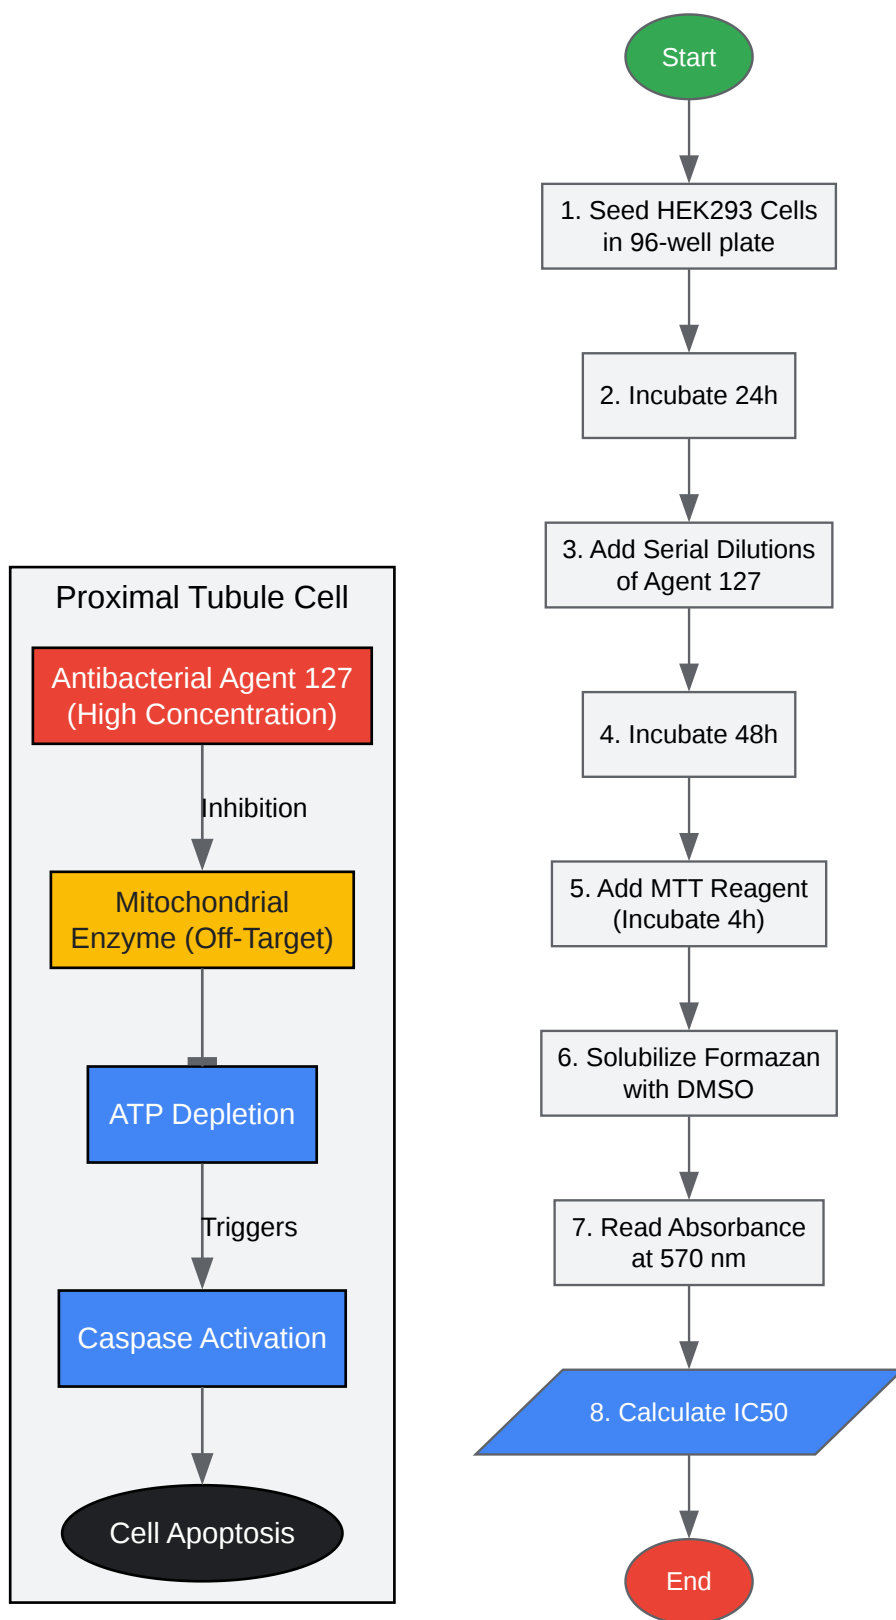 Proximal Tubule Cell
Antibacterial Agent 127
(High Concentration)
Inhibition
Mitochondrial
Enzyme (Off-Target)
ATP Depletion
Triggers
Caspase Activation
Cell Apoptosis
Start
1. Seed HEK293 Cells
in 96-well plate
2. Incubate 24h
3. Add Serial Dilutions
of Agent 127
4. Incubate 48h
5. Add MTT Reagent
(Incubate 4h)
6. Solubilize Formazan
with DMSO
7. Read Absorbance
at 570 nm
8. Calculate IC50
End